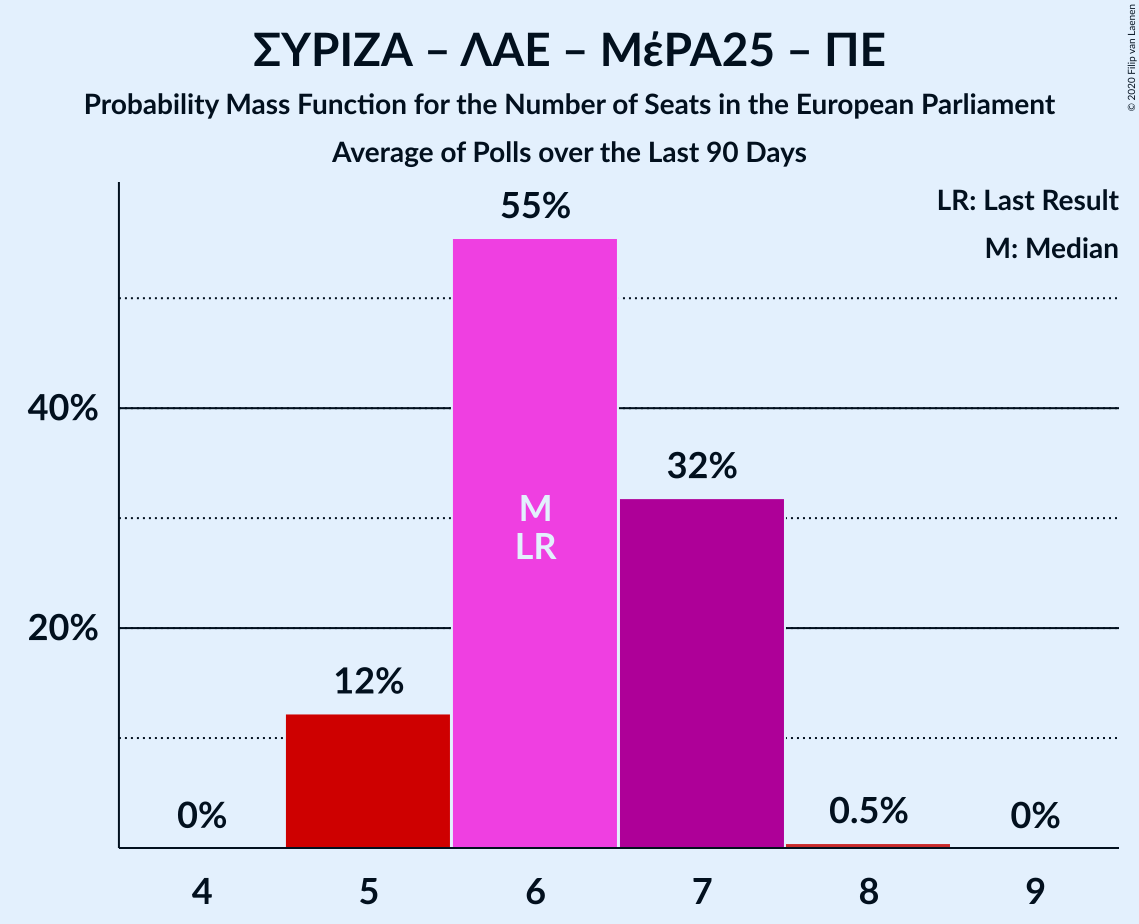 ΣΥΡΙΖΑ – ΛΑΕ – ΜέΡΑ25 – ΠΕ
Probability Mass Function for the Number of Seats in the European Parliament
Average of Polls over the Last 90 Days
© 2020 Filip van Laenen
LR: Last Result
M: Median
55%
40%
32%
M
LR
20%
12%
0%
0.5%
0%
4 5 6 7 8 9